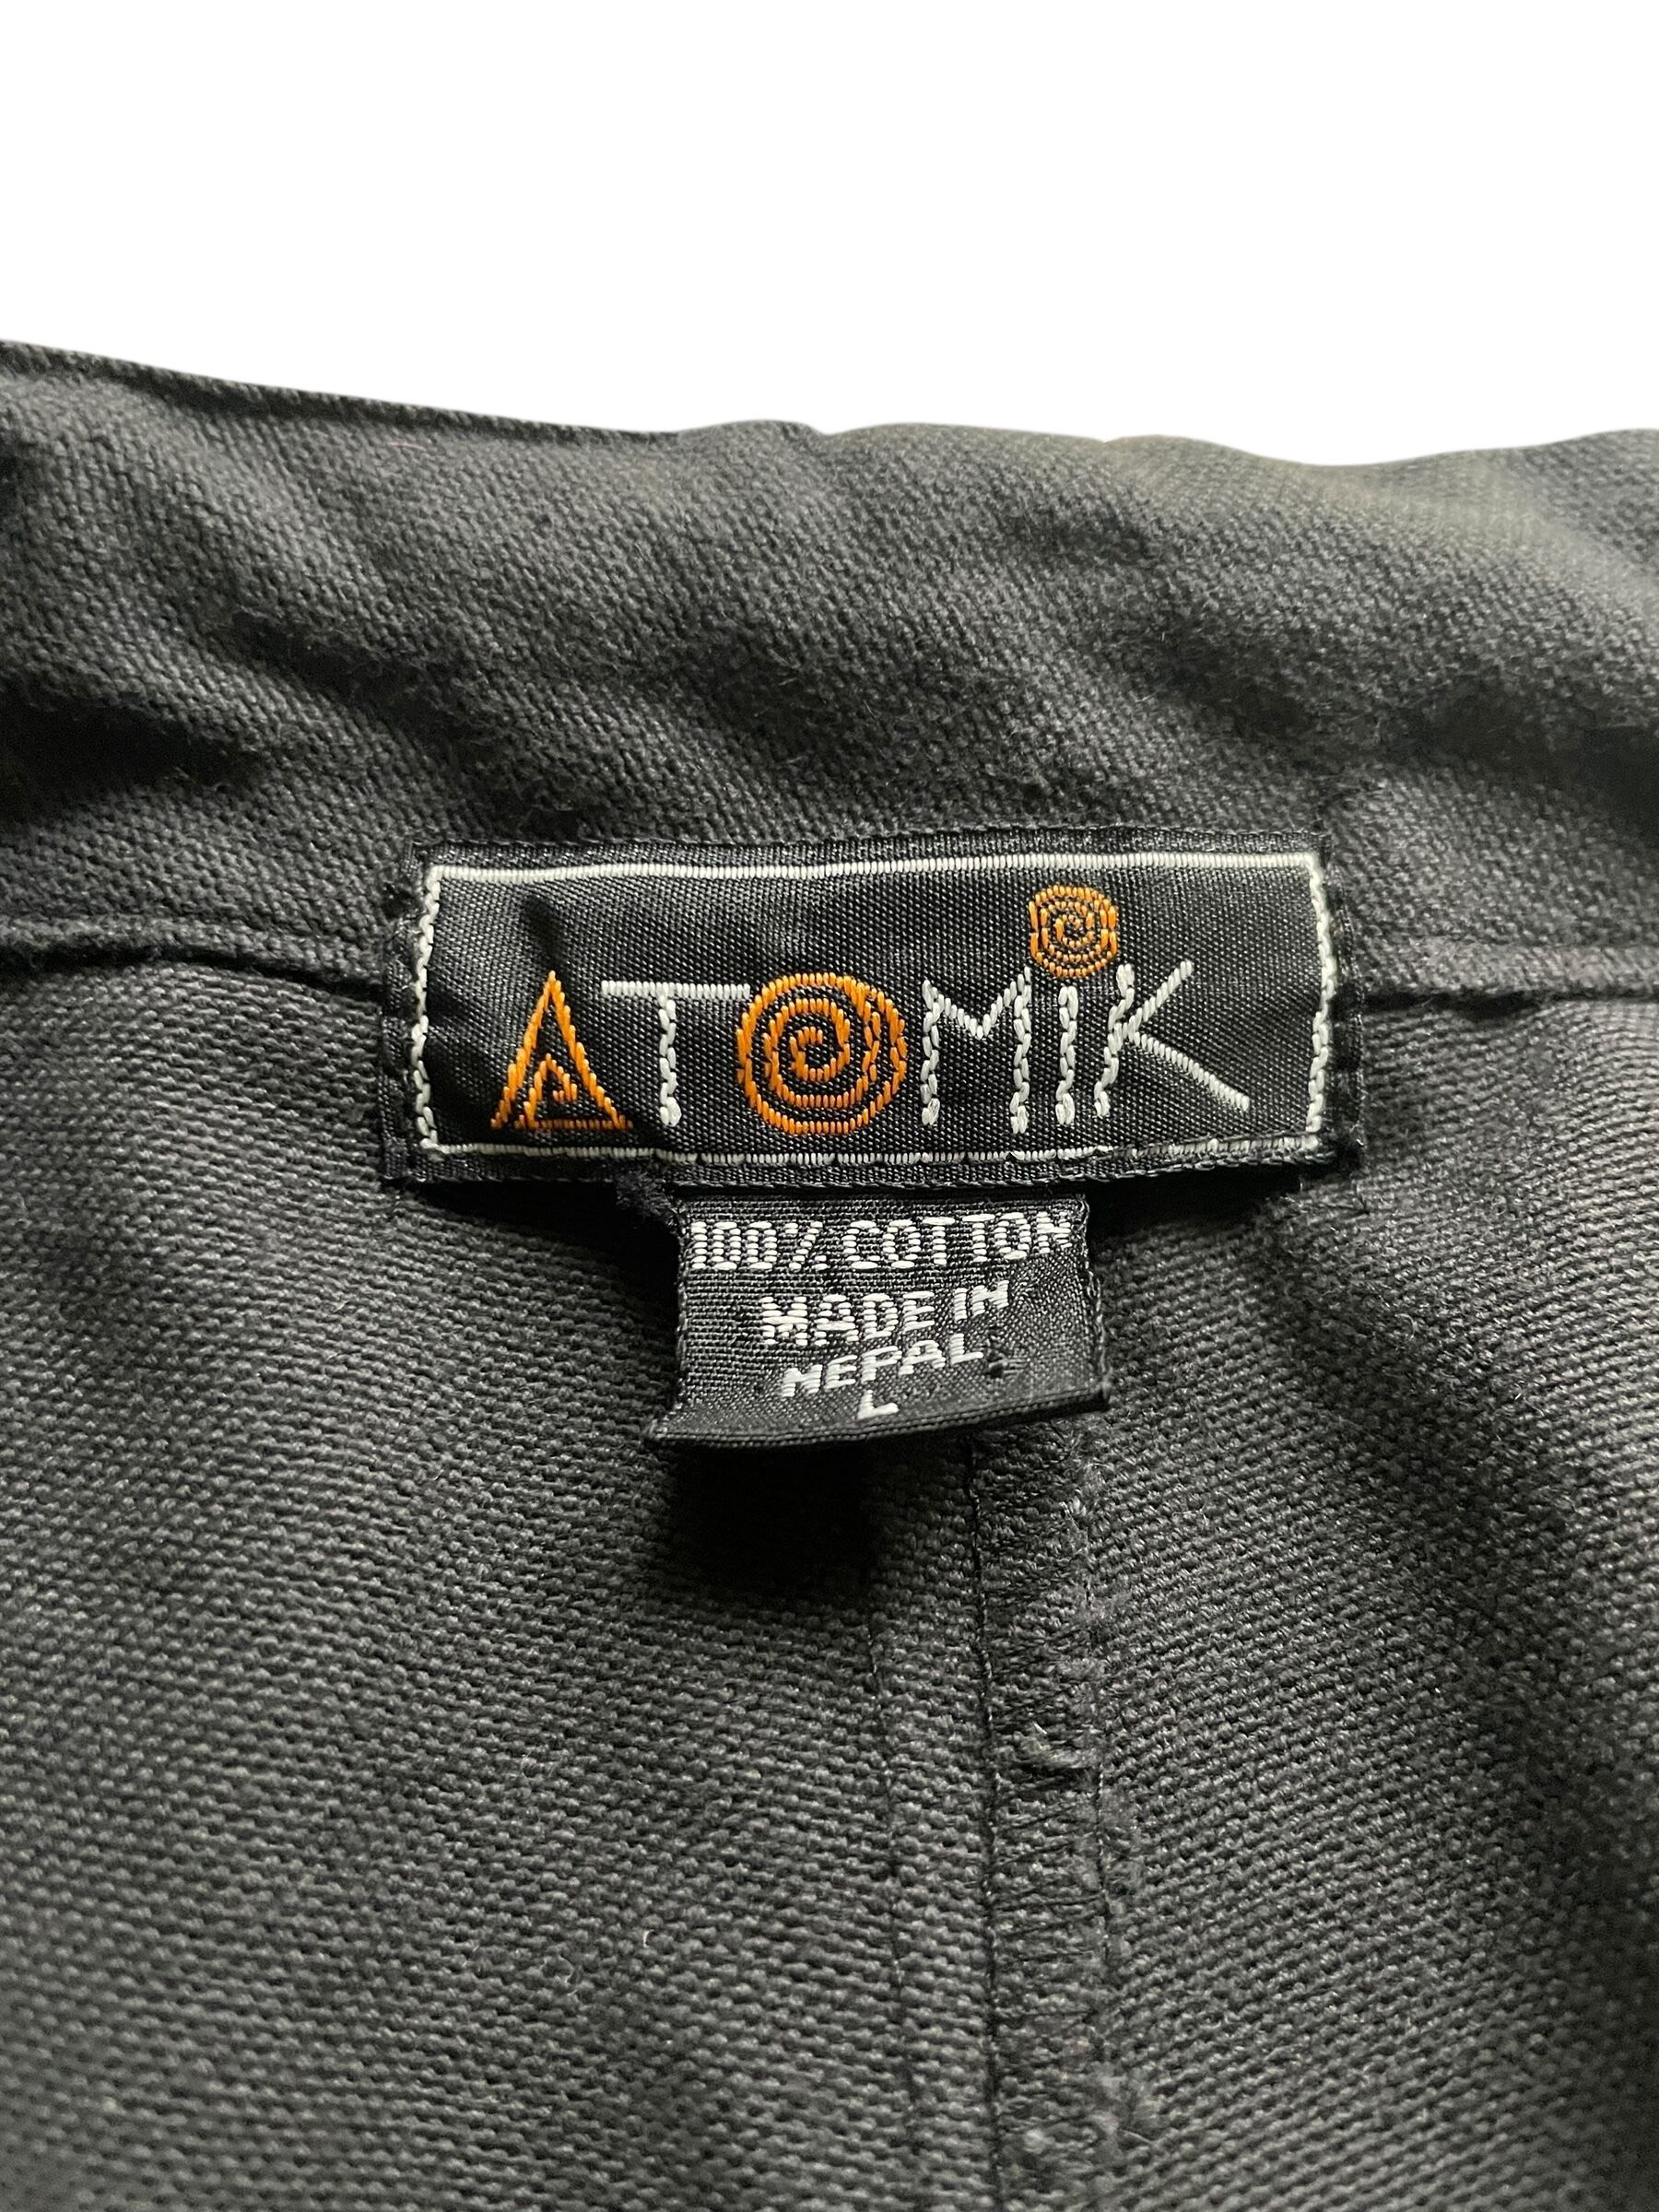 ATOMiK
100% COTTON
MADE IN
NEPAL
L